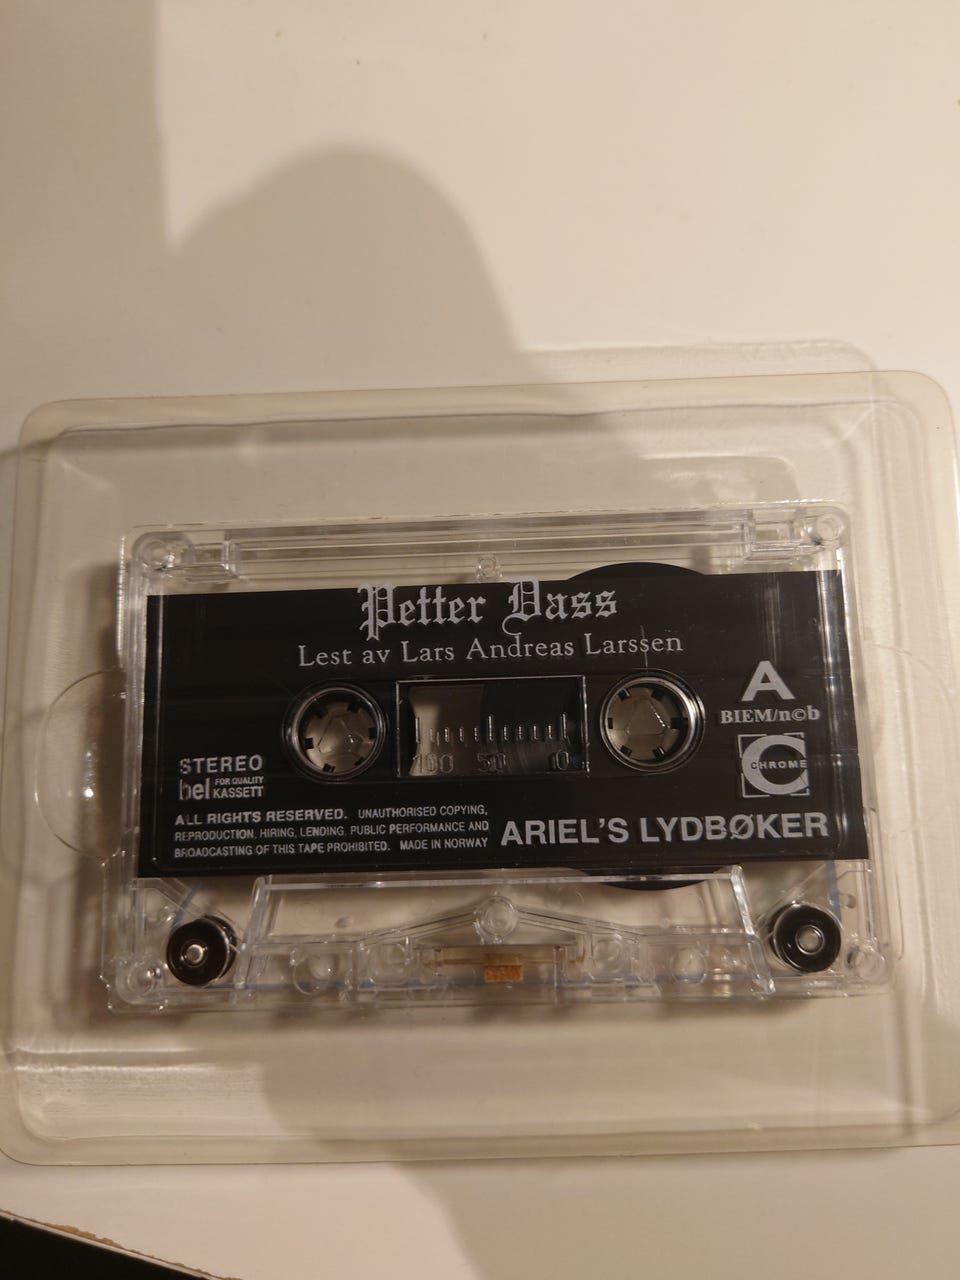 Petter Dass
Lest av Lars Andreas Larssen
A
BIEM/n©b
100 50 0
STEREO
bel FOR QUALITY
KASSETT
CHROME
ALL RIGHTS RESERVED. UNAUTHORISED COPYING,
REPRODUCTION, HIRING, LENDING, PUBLIC PERFORMANCE AND
BROADCASTING OF THIS TAPE PROHIBITED. MADE IN NORWAY
ARIEL'S LYDBØKER